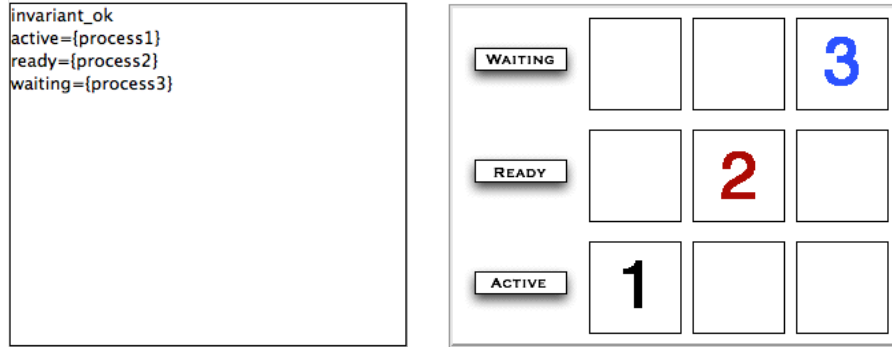 invariant_ok
active={process1}
ready={process2}
waiting={process3}
WAITING
3
READY
2
ACTIVE
1